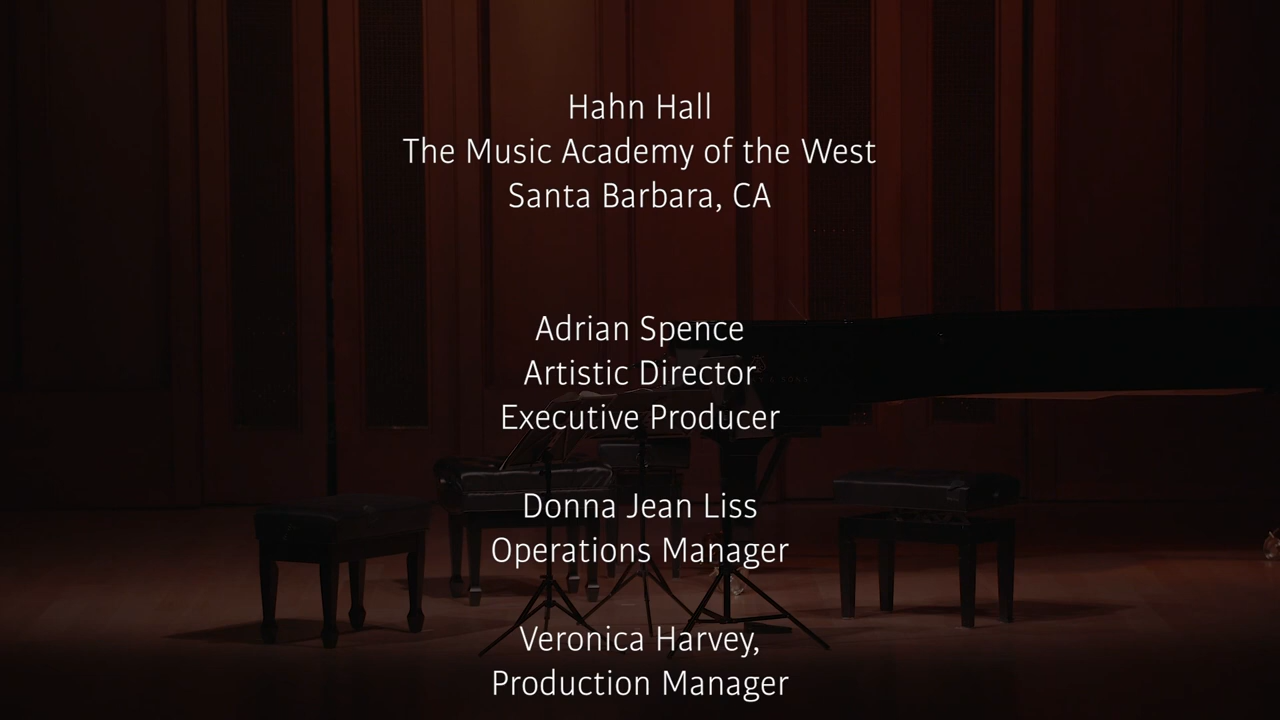 Hahn Hall
The Music Academy of the West
Santa Barbara, CA
Adrian Spence
Artistic Director
Executive Producer
Donna Jean Liss
Operations Manager
Veronica Harvey,
Production Manager